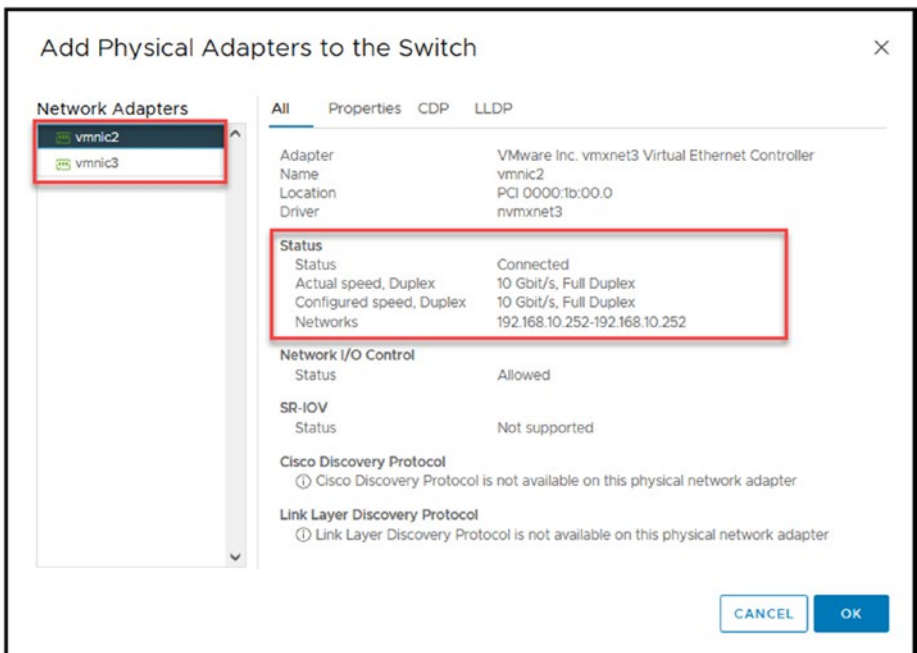 Add Physical Adapters to the Switch
Network Adapters
vmnic2
vmnic3
All Properties CDP LLDP
Adapter VMware Inc. vmxnet3 Virtual Ethernet Controller
Name vmnic2
Location PCI 0000:1b:00.0
Driver nvmxnet3
Status
Status Connected
Actual speed, Duplex 10 Gbit/s, Full Duplex
Configured speed, Duplex 10 Gbit/s, Full Duplex
Networks 192.168.10.252-192.168.10.252
Network I/O Control
Status Allowed
SR-IOV
Status Not supported
Cisco Discovery Protocol
Cisco Discovery Protocol is not available on this physical network adapter
Link Layer Discovery Protocol
Link Layer Discovery Protocol is not available on this physical network adapter
CANCEL OK